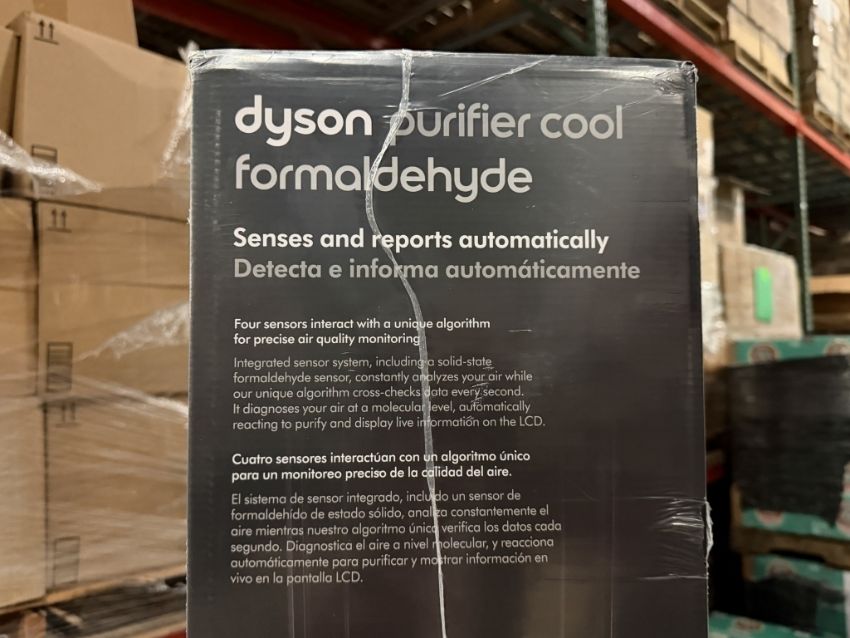 dyson purifier cool
formaldehyde
Senses and reports automatically
Detecta e informa automáticamente
Four sensors interact with a unique algorithm
for precise air quality monitoring
Integrated sensor system, including a solid-state
formaldehyde sensor, constantly analyzes your air while
our unique algorithm cross-checks data every second.
It diagnoses your air at a molecular level, automatically
reacting to purify and display live information on the LCD.
Cuatro sensores interactúan con un algoritmo único
para un monitoreo preciso de la calidad del aire.
El sistema de sensor integrado, incluido un sensor de
formaldehído de estado sólido, analiza constantemente el
aire mientras nuestro algoritmo único verifica los datos cada
segundo. Diagnostica el aire a nivel molecular, y reacciona
automáticamente para purificar y mostrar información en
vivo en la pantalla LCD.